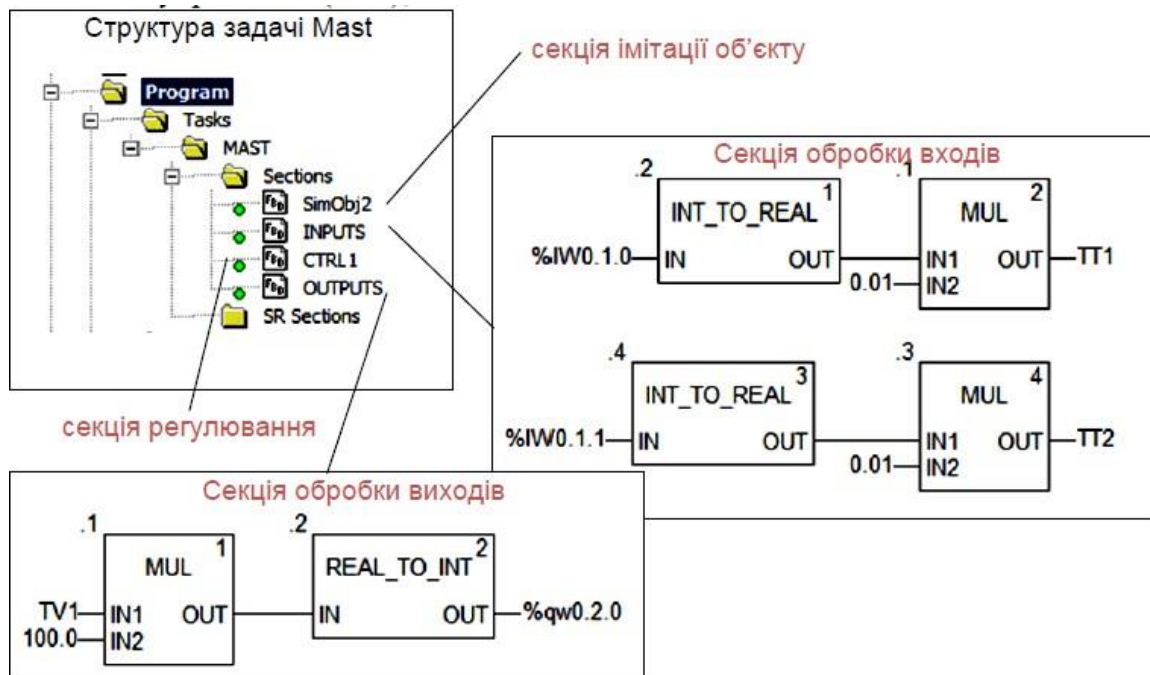 Структура задачі Mast
секція імітації об’єкту
Program
Tasks
MAST
Sections
SimObj2
INPUTS
CTRL1
OUTPUTS
SR Sections
секція регулювання
Секція обробки входів
.2
1
INT_TO_REAL
%IW0.1.0
IN
OUT
.1
2
MUL
IN1
OUT
TT1
0.01
IN2
.4
3
INT_TO_REAL
%IW0.1.1
IN
OUT
.3
4
MUL
IN1
OUT
TT2
0.01
IN2
Секція обробки виходів
.1
1
MUL
TV1
IN1
OUT
100.0
IN2
.2
2
REAL_TO_INT
IN
OUT
%qw0.2.0